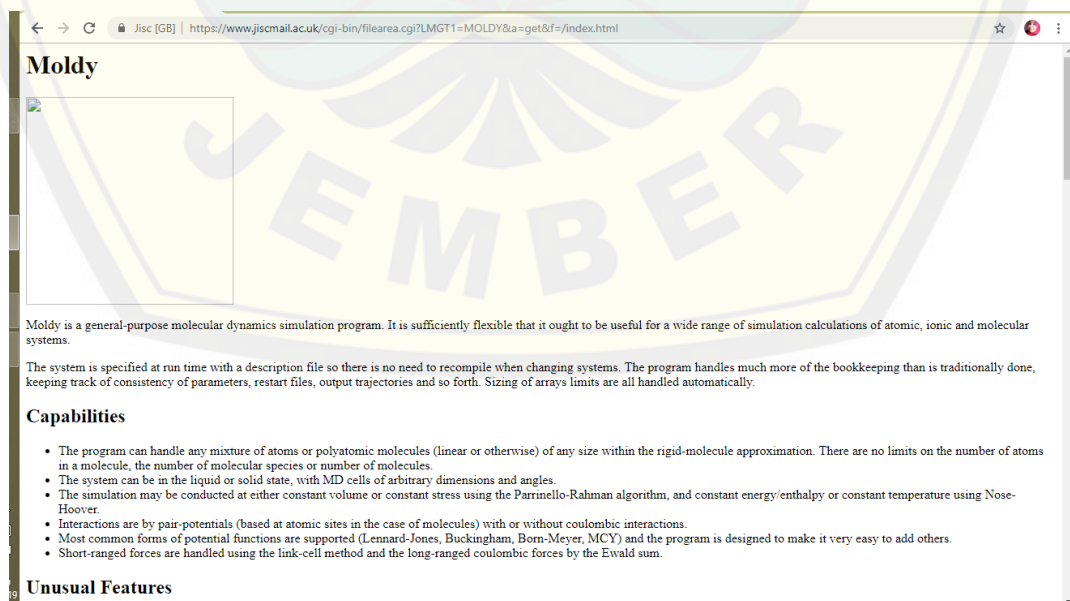 Jisc [GB] | https://www.jiscmail.ac.uk/cgi-bin/filearea.cgi?LMGT1=MOLDY&a=get&f=/index.html
Moldy
JEMBER
Moldy is a general-purpose molecular dynamics simulation program. It is sufficiently flexible that it ought to be useful for a wide range of simulation calculations of atomic, ionic and molecular
systems.
The system is specified at run time with a description file so there is no need to recompile when changing systems. The program handles much more of the bookkeeping than is traditionally done,
keeping track of consistency of parameters, restart files, output trajectories and so forth. Sizing of arrays limits are all handled automatically.
Capabilities
• The program can handle any mixture of atoms or polyatomic molecules (linear or otherwise) of any size within the rigid-molecule approximation. There are no limits on the number of atoms
in a molecule, the number of molecular species or number of molecules.
• The system can be in the liquid or solid state, with MD cells of arbitrary dimensions and angles.
• The simulation may be conducted at either constant volume or constant stress using the Parrinello-Rahman algorithm, and constant energy/enthalpy or constant temperature using Nose-
Hoover.
• Interactions are by pair-potentials (based at atomic sites in the case of molecules) with or without coulombic interactions.
• Most common forms of potential functions are supported (Lennard-Jones, Buckingham, Born-Meyer, MCY) and the program is designed to make it very easy to add others.
• Short-ranged forces are handled using the link-cell method and the long-ranged coulombic forces by the Ewald sum.
Unusual Features
19